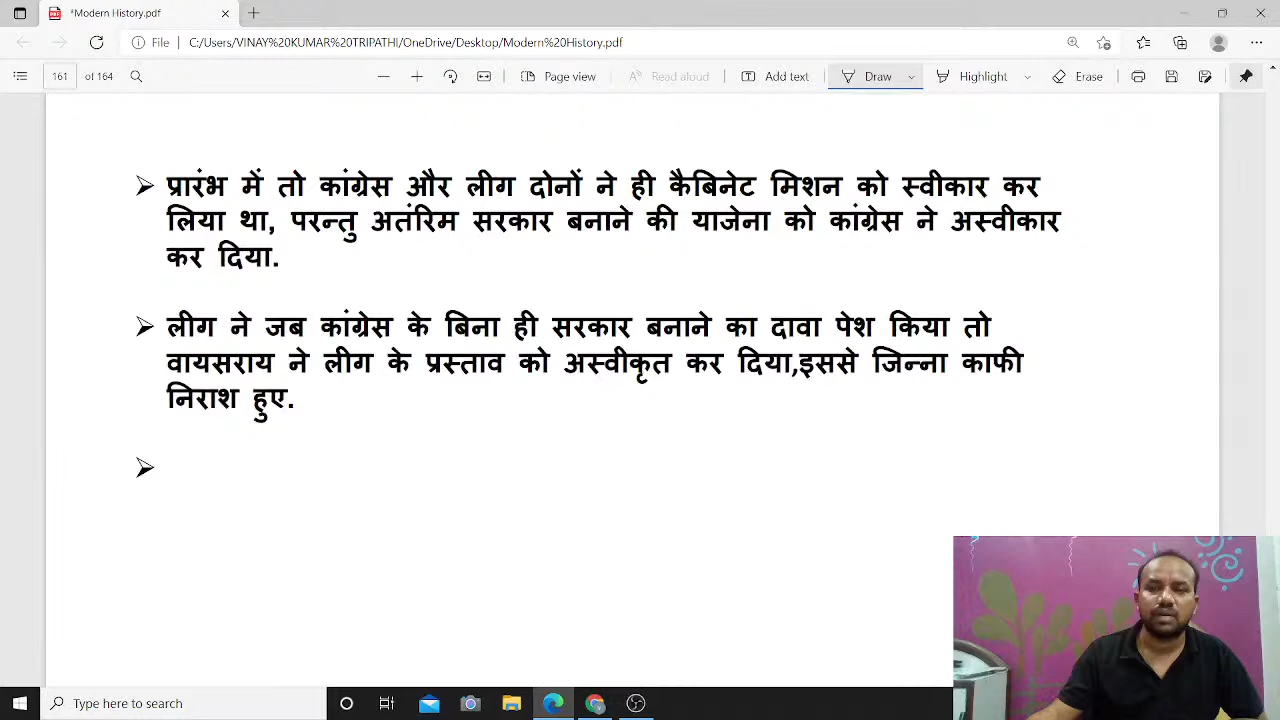 *Modern History.pdf
File C:/Users/VINAY%20KUMAR%20TRIPATHI/OneDrive/Desktop/Modern%20History.pdf
161 of 164 Page view Read aloud Add text Draw Highlight Erase
प्रारंभ में तो कांग्रेस और लीग दोनों ने ही कैबिनेट मिशन को स्वीकार कर
लिया था, परन्तु अतंरिम सरकार बनाने की याजेना को कांग्रेस ने अस्वीकार
कर दिया.
लीग ने जब कांग्रेस के बिना ही सरकार बनाने का दावा पेश किया तो
वायसराय ने लीग के प्रस्ताव को अस्वीकृत कर दिया,इससे जिन्ना काफी
निराश हुए.
Type here to search